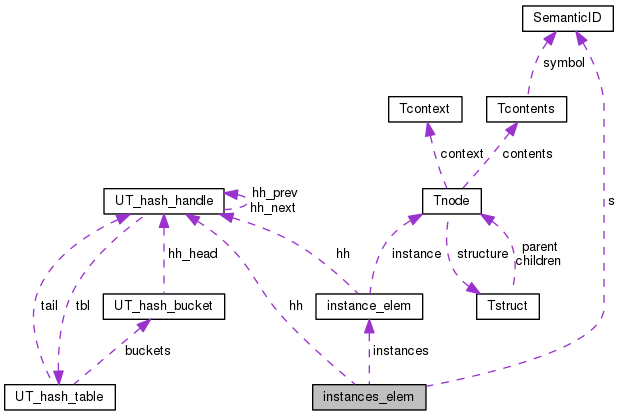 SemanticID
symbol
Tcontext
Tcontents
context
contents
s
UT_hash_handle
hh_prev
hh_next
Tnode
hh_head
hh
instance
structure
parent
children
tail
tbl
UT_hash_bucket
hh
instance_elem
Tstruct
buckets
instances
UT_hash_table
instances_elem